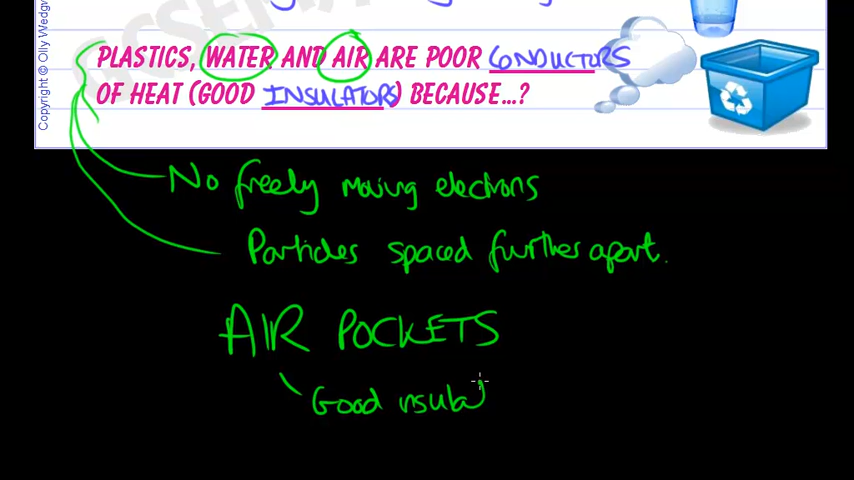 PLASTICS, WATER AND AIR ARE POOR CONDUCTORS
OF HEAT (GOOD INSULATORS) BECAUSE...?
Copyright © Olly Wedgw
No freely moving electrons
Particles spaced further apart.
AIR POCKETS
Good insula